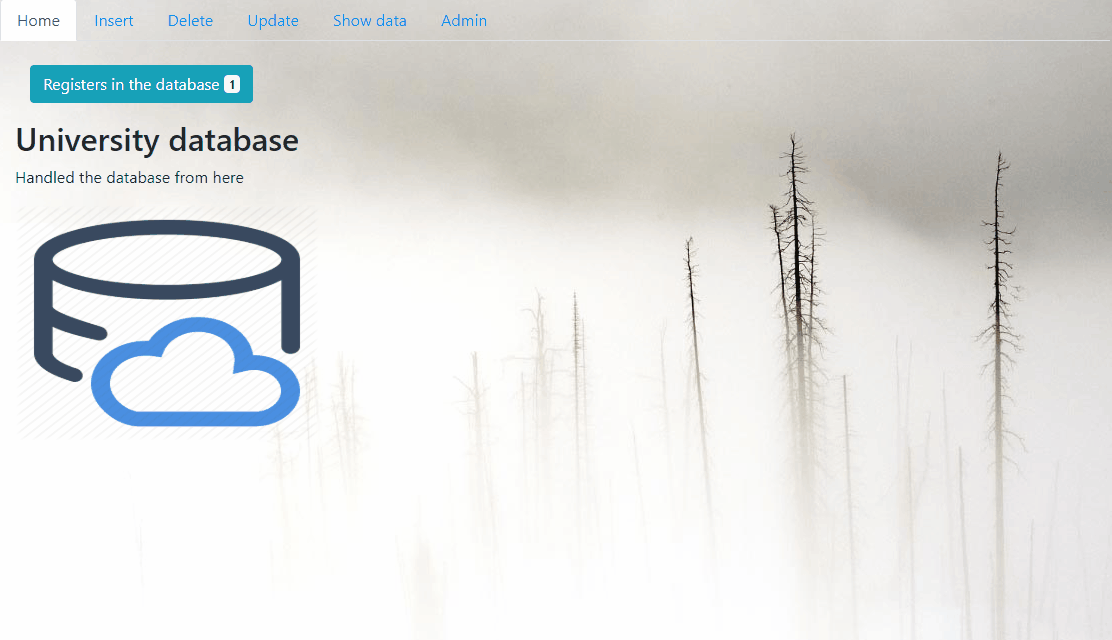 Home Insert Delete Update Show data Admin
Registers in the database 1
University database
Handled the database from here